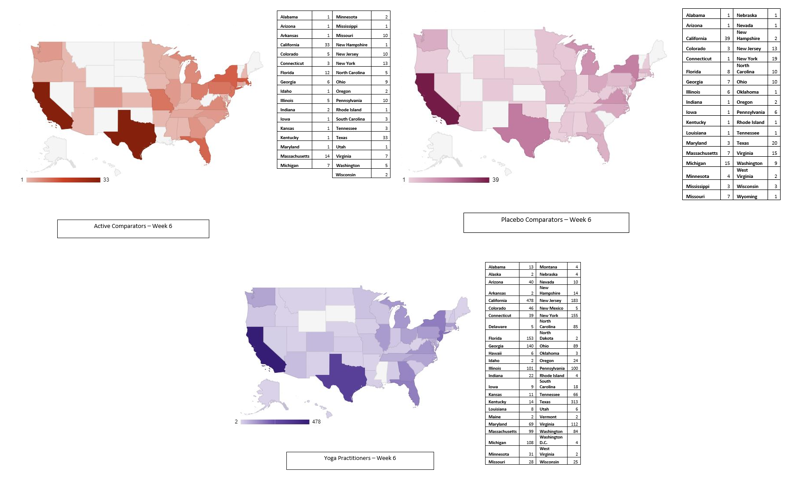 Alabama 1 Minnesota 2
Arizona 1 Mississippi 1
Arkansas 1 Missouri 10
California 33 New Hampshire 1
Colorado 5 New Jersey 10
Connecticut 3 New York 13
Florida 12 North Carolina 5
Georgia 6 Ohio 9
Idaho 1 Oregon 2
Illinois 5 Pennsylvania 10
Indiana 2 Rhode Island 1
Iowa 1 South Carolina 3
Kansas 1 Tennessee 3
Kentucky 1 Texas 33
Maryland 1 Utah 1
Massachusetts 14 Virginia 7
Michigan 7 Washington 5
Wisconsin 2
1 33
Active Comparators – Week 6
Alabama 1 Nebraska 1
Arizona 1 Nevada 1
New
California 39 Hampshire 2
Colorado 3 New Jersey 13
Connecticut 1 New York 19
North
Florida 8 Carolina 10
Georgia 7 Ohio 10
Illinois 6 Oklahoma 1
Indiana 1 Oregon 2
Iowa 1 Pennsylvania 6
Kentucky 1 Rhode Island 1
Louisiana 1 Tennessee 1
Maryland 3 Texas 10
Massachusetts 7 Virginia 15
Michigan 15 Washington 9
West
Minnesota 4 Virginia 2
Mississippi 3 Wisconsin 3
Missouri 7 Wyoming 1
1 39
Placebo Comparators – Week 6
Alabama 13 Montana 4
Alaska 2 Nebraska 4
Arizona 40 Nevada 10
New
Arkansas 2 Hampshire 14
California 478 New Jersey 183
Colorado 46 New Mexico 5
Connecticut 39 New York
North
Delaware 5 Carolina 85
North
Florida 153 Dakota 2
Georgia 140 Ohio 89
Hawaii 6 Oklahoma 3
Idaho 2 Oregon 24
Illinois 101 Pennsylvania 100
Indiana 22 Rhode Island 4
South
Iowa 9 Carolina 18
Kansas 11 Tennessee 66
Kentucky 14 Texas 313
Louisiana 8 Utah 6
Maine 2 Vermont 2
Maryland 69 Virginia 112
Massachusetts 99 Washington 84
Washington
Michigan 108 D.C. 4
West
Minnesota 31 Virginia 2
Missouri 28 Wisconsin 25
2 478
Yoga Practitioners – Week 6